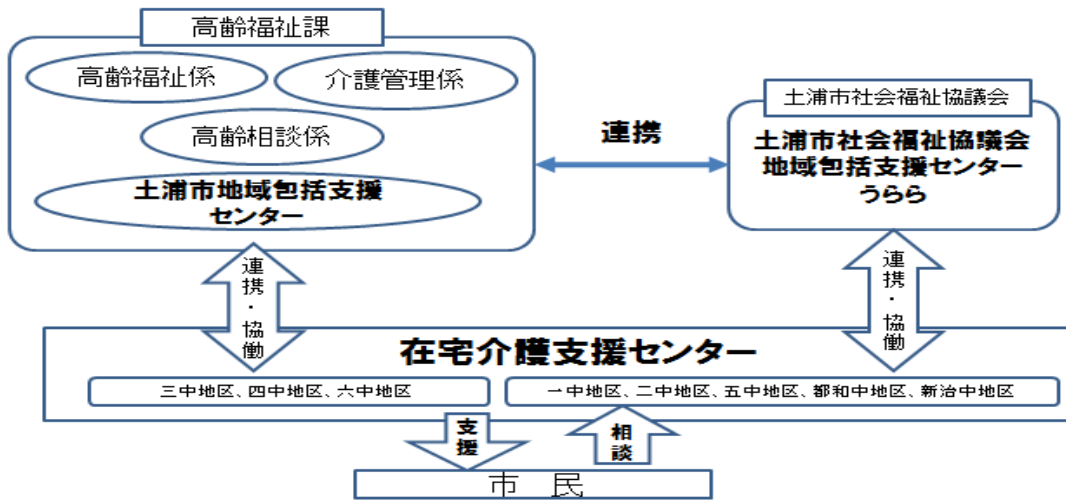 高齢福祉課
高齢福祉係
介護管理係
高齢相談係
土浦市地域包括支援
センター
連携
土浦市社会福祉協議会
土浦市社会福祉協議会
地域包括支援センター
うらら
連携・協働
連携・協働
在宅介護支援センター
三中地区、四中地区、六中地区
一中地区、二中地区、五中地区、都和中地区、新治中地区
支援
相談
市 民